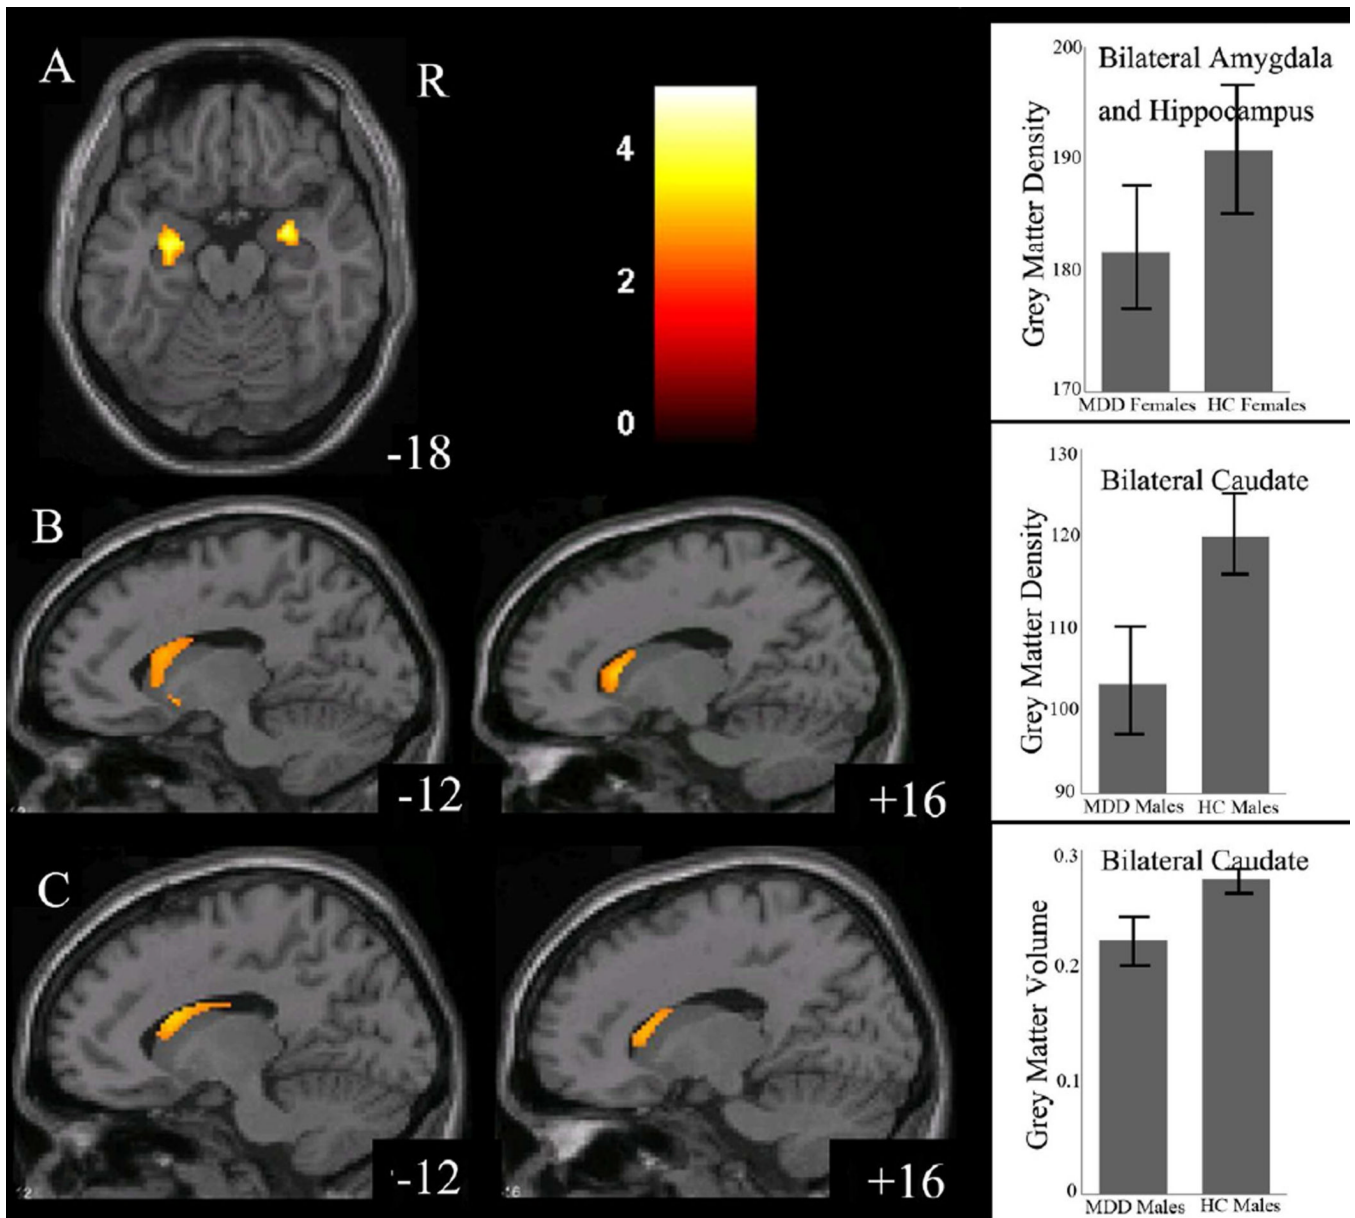 A
R
4
2
0
-18
200
Bilateral Amygdala
and Hippocampus
190
Grey Matter Density
180
170
MDD Females HC Females
B
-12
+16
130
Bilateral Caudate
120
Grey Matter Density
110
100
90
MDD Males HC Males
C
-12
+16
0.3
Bilateral Caudate
0.2
Grey Matter Volume
0.1
0
MDD Males HC Males